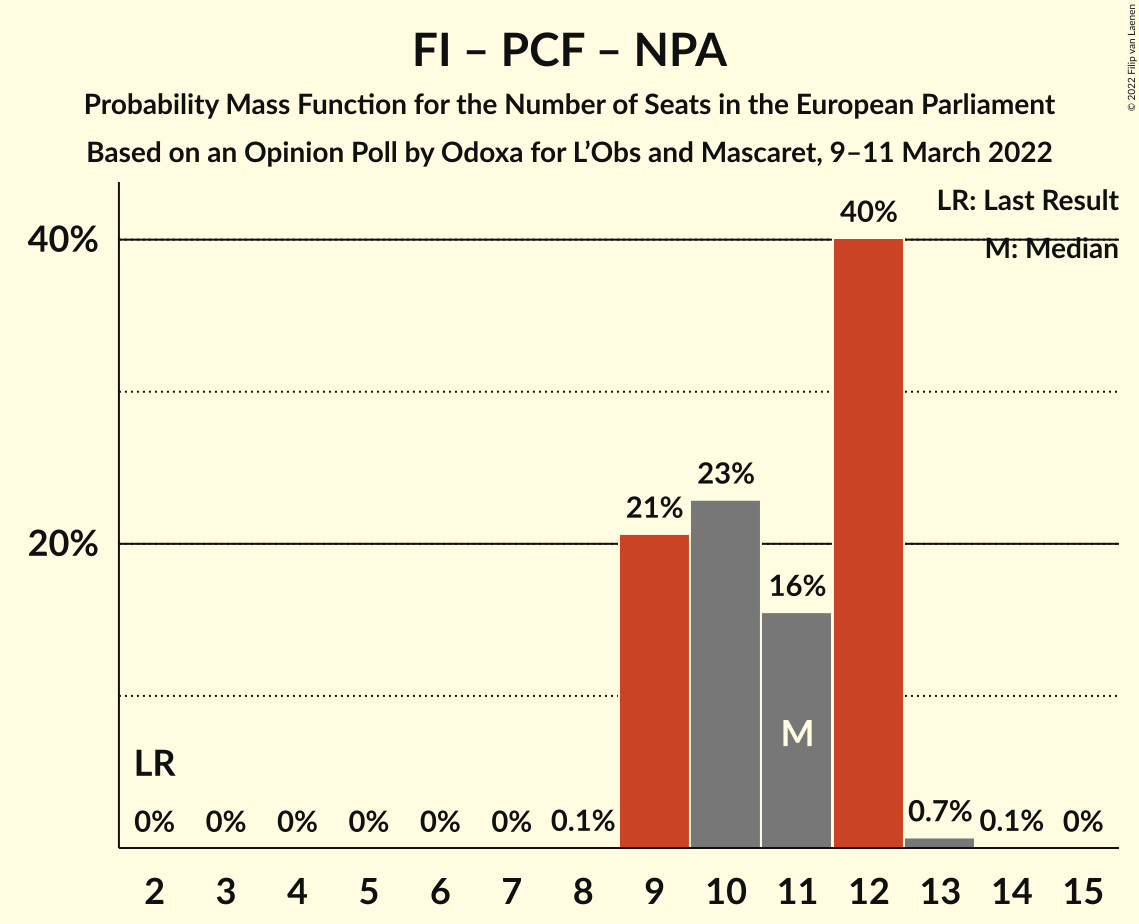 FI – PCF – NPA
Probability Mass Function for the Number of Seats in the European Parliament
Based on an Opinion Poll by Odoxa for L’Obs and Mascaret, 9–11 March 2022
© 2022 Filip van Laenen
LR: Last Result
M: Median
40%
20%
40%
23%
21%
16%
M
LR
0% 0% 0% 0% 0% 0% 0.1% 0.7% 0.1% 0%
2 3 4 5 6 7 8 9 10 11 12 13 14 15